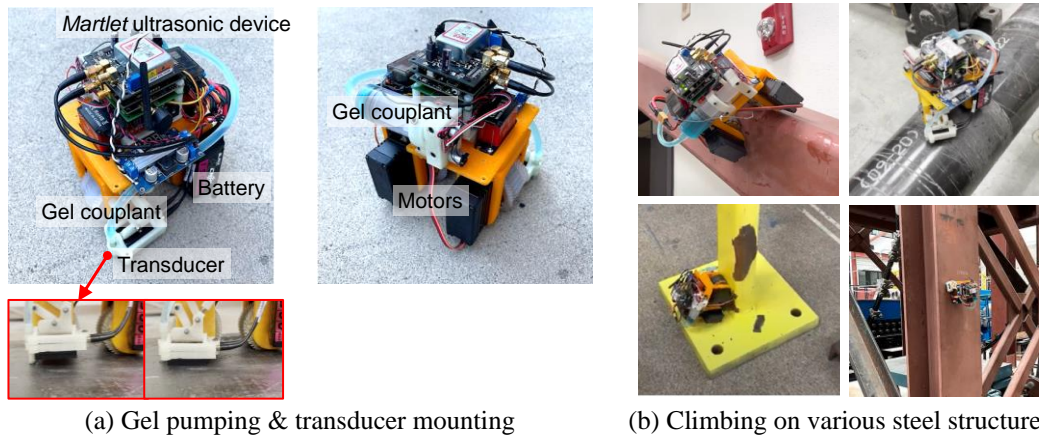 Martlet ultrasonic device
Gel couplant
Battery
Gel couplant
Motors
Transducer
(a) Gel pumping & transducer mounting
(b) Climbing on various steel structure